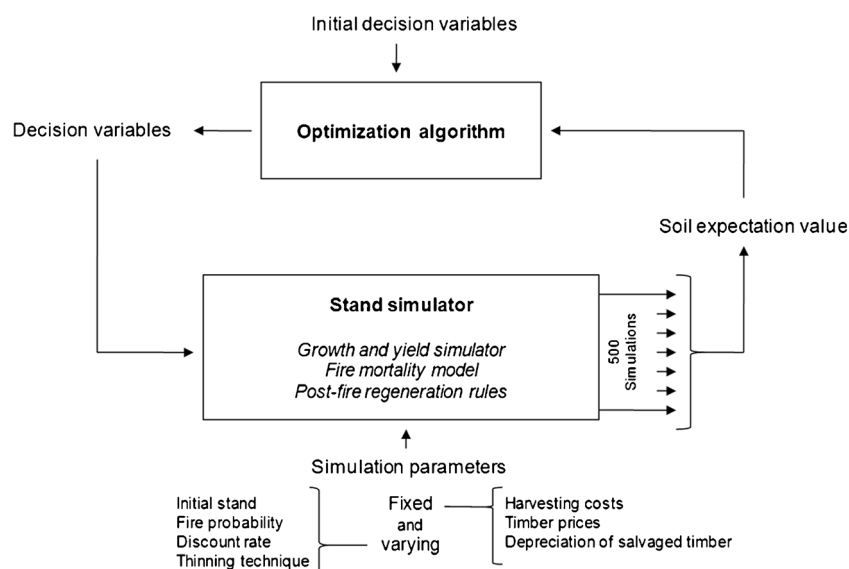 Initial decision variables
Optimization algorithm
Decision variables
Soil expectation value
Stand simulator
Growth and yield simulator
Fire mortality model
Post-fire regeneration rules
500
Simulations
Simulation parameters
Initial stand
Fire probability
Discount rate
Thinning technique
Fixed
and
varying
Harvesting costs
Timber prices
Depreciation of salvaged timber